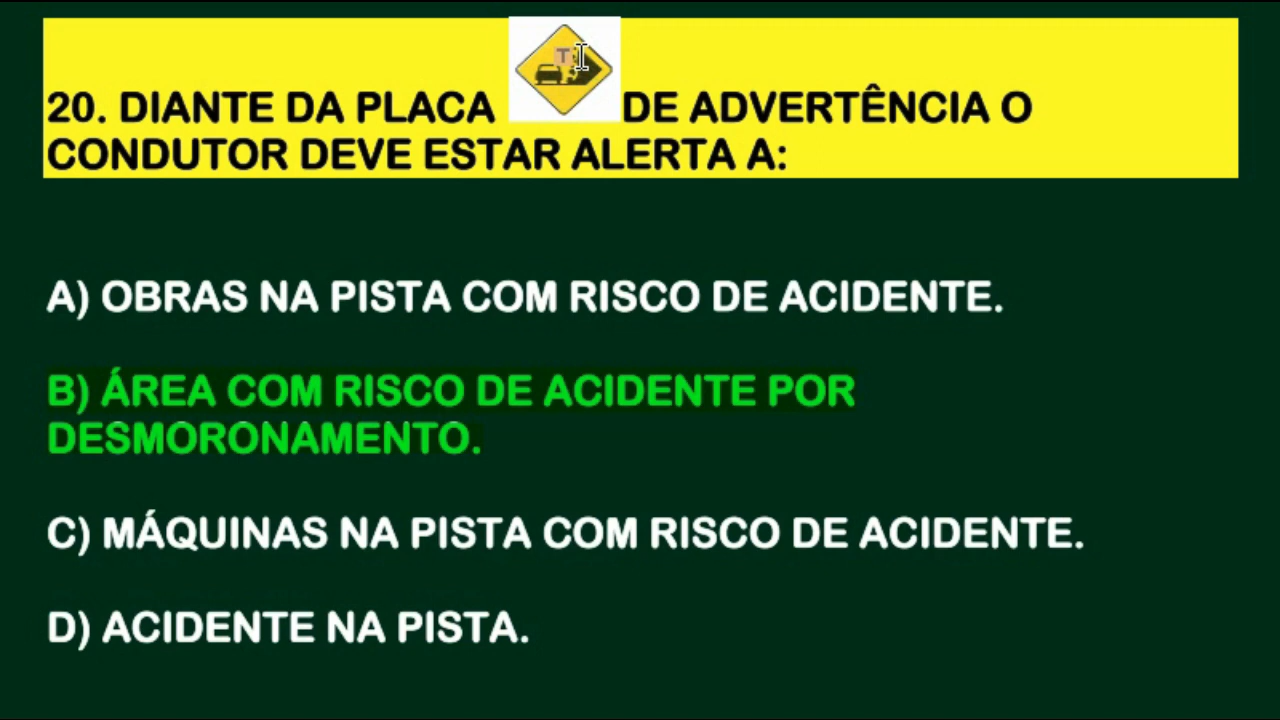 20. DIANTE DA PLACA DE ADVERTÊNCIA O
CONDUTOR DEVE ESTAR ALERTA A:
A) OBRAS NA PISTA COM RISCO DE ACIDENTE.
B) ÁREA COM RISCO DE ACIDENTE POR
DESMORONAMENTO.
C) MÁQUINAS NA PISTA COM RISCO DE ACIDENTE.
D) ACIDENTE NA PISTA.